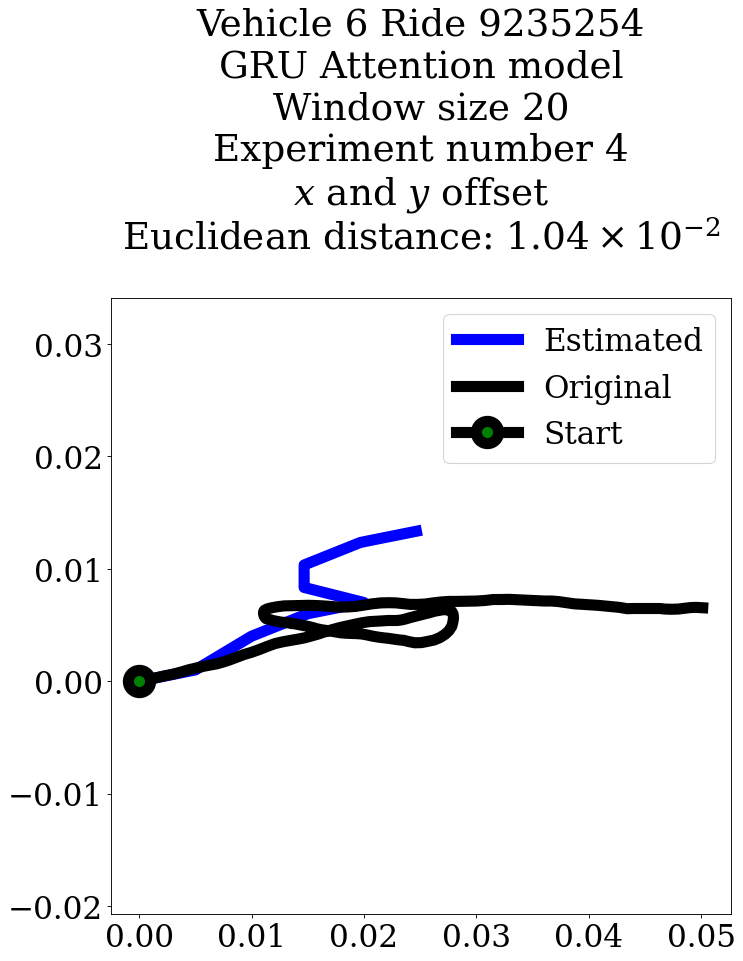 Vehicle 6 Ride 9235254
GRU Attention model
Window size 20
Experiment number 4
x and y offset
Euclidean distance: 1.04 × 10⁻²
Estimated
Original
Start
0.03
0.02
0.01
0.00
−0.01
−0.02
0.00 0.01 0.02 0.03 0.04 0.05